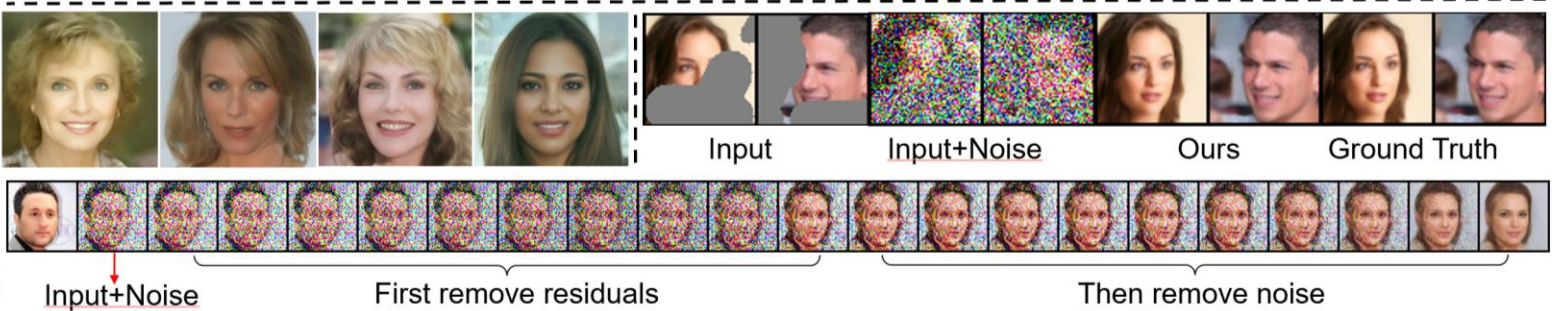 Input
Input+Noise
Ours
Ground Truth
Input+Noise
First remove residuals
Then remove noise